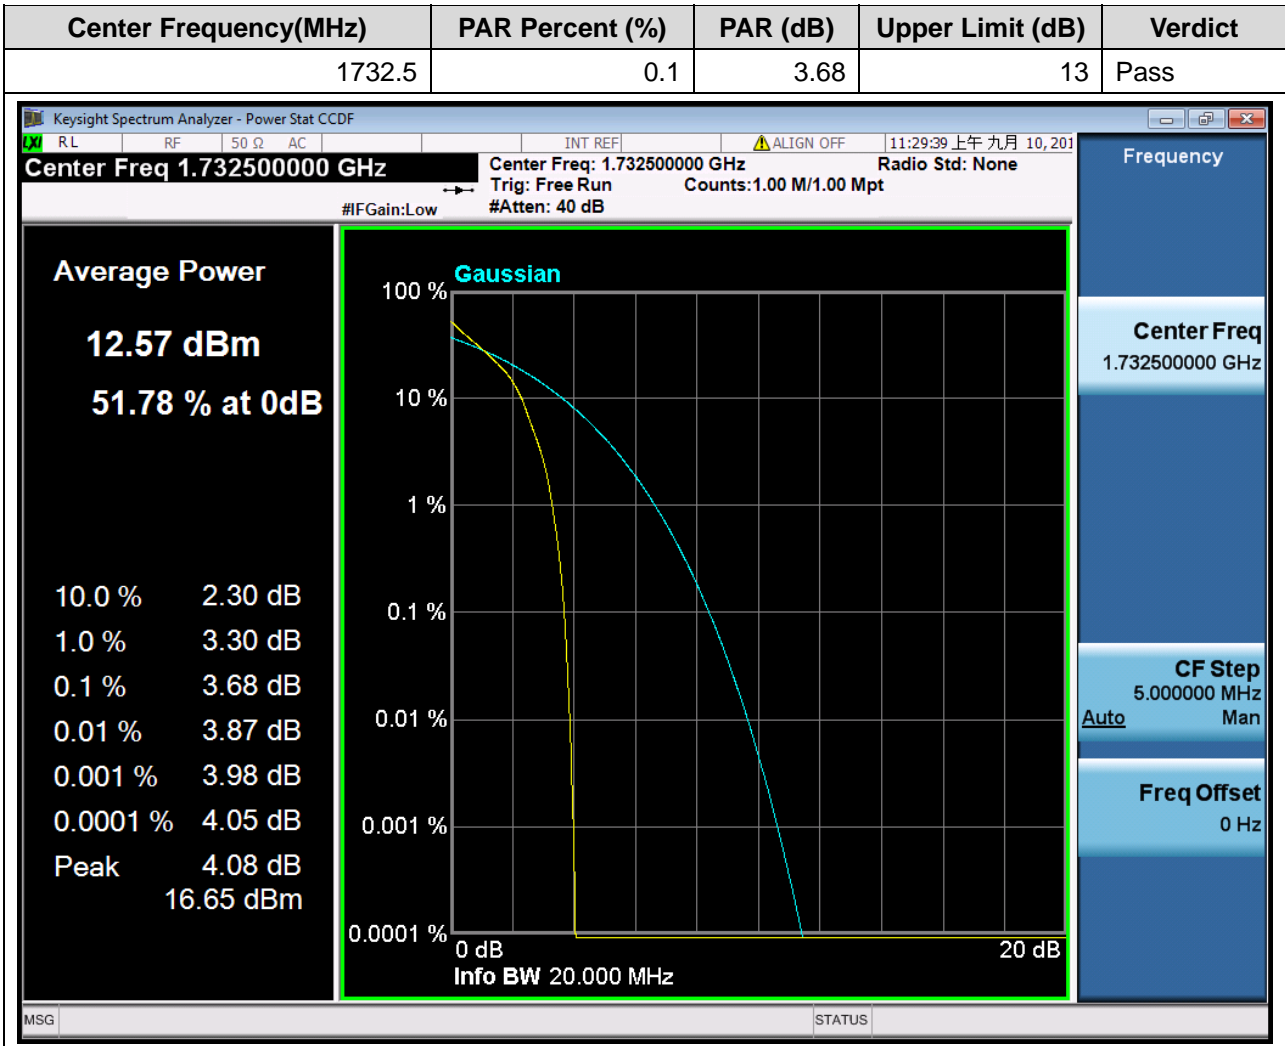 Center Frequency(MHz) PAR Percent (%) PAR (dB) Upper Limit (dB) Verdict
1732.5 0.1 3.68 13 Pass
Keysight Spectrum Analyzer - Power Stat CCDF
LXI RL RF 50 Ω AC INT REF ALIGN OFF 11:29:39 上午 九月 10, 201
Center Freq 1.732500000 GHz Center Freq: 1.732500000 GHz Radio Std: None
Trig: Free Run Counts:1.00 M/1.00 Mpt
#IFGain:Low #Atten: 40 dB
Average Power
12.57 dBm
51.78 % at 0dB
10.0 % 2.30 dB
1.0 % 3.30 dB
0.1 % 3.68 dB
0.01 % 3.87 dB
0.001 % 3.98 dB
0.0001 % 4.05 dB
Peak 4.08 dB
16.65 dBm
Gaussian
100 %
10 %
1 %
0.1 %
0.01 %
0.001 %
0.0001 %
0 dB 20 dB
Info BW 20.000 MHz
Frequency
Center Freq
1.732500000 GHz
CF Step
5.000000 MHz
Auto Man
Freq Offset
0 Hz
MSG STATUS